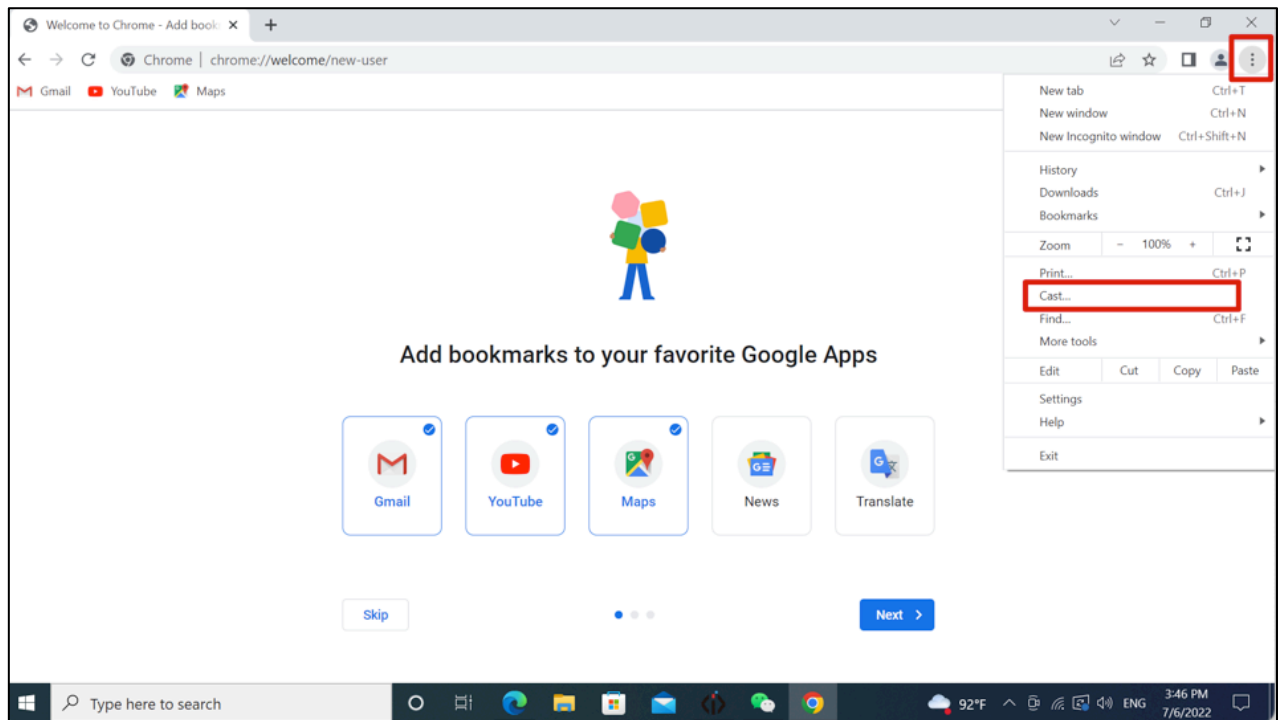 Welcome to Chrome - Add book
Chrome | chrome://welcome/new-user
Gmail YouTube Maps
New tab Ctrl+T
New window Ctrl+N
New Incognito window Ctrl+Shift+N
History
Downloads Ctrl+J
Bookmarks
Zoom - 100% +
Print... Ctrl+P
Cast...
Find... Ctrl+F
More tools
Edit Cut Copy Paste
Settings
Help
Exit
Add bookmarks to your favorite Google Apps
Gmail YouTube Maps News Translate
Skip Next
Type here to search 92°F ENG 3:46 PM
7/6/2022